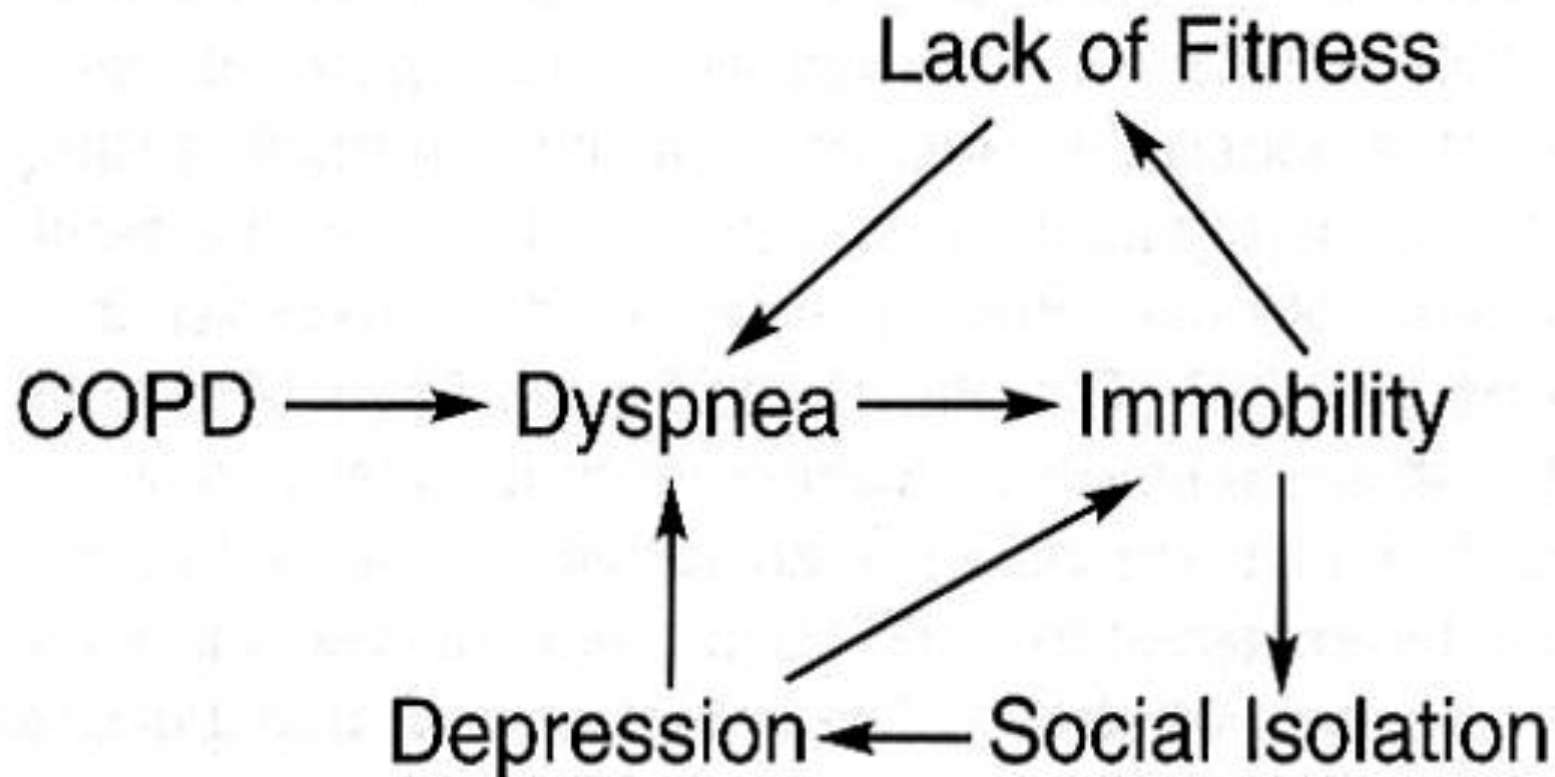 Lack of Fitness
COPD Dyspnea Immobility
Depression Social Isolation